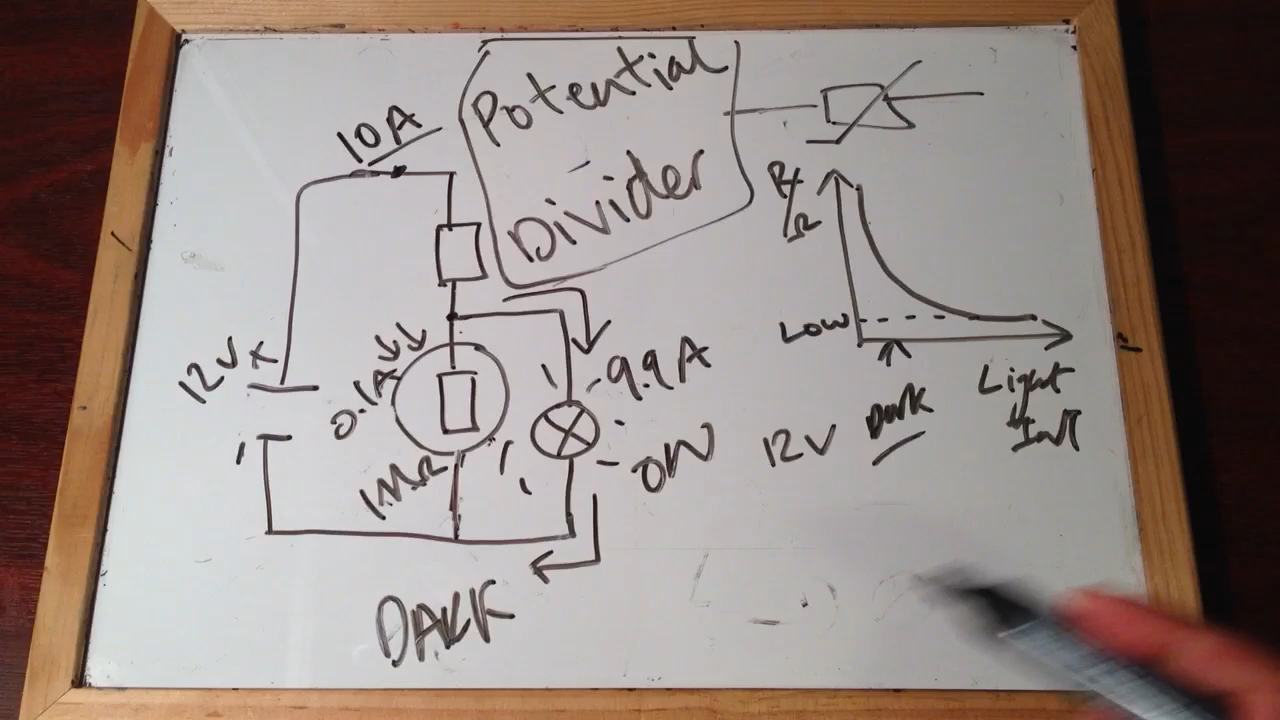 Potential
Divider
10A
R/
Ω
12V
0.1A
1MΩ
9.9A
ON
12V
LOW
Dark
Light
Int
DARK